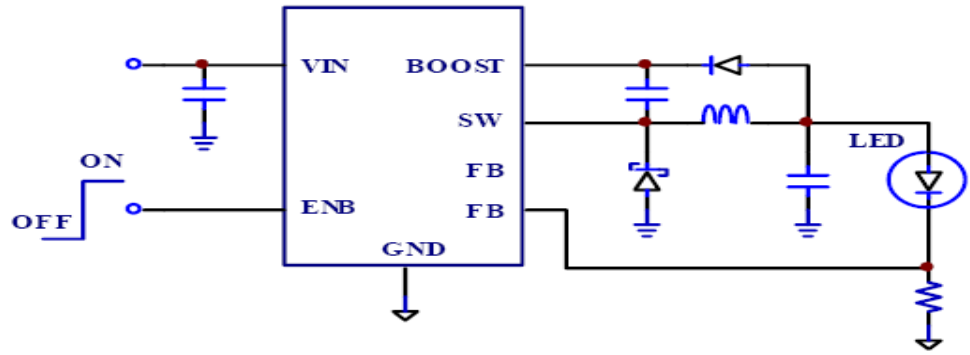 VIN
BOOST
SW
LED
ON
FB
OFF
ENB
FB
GND